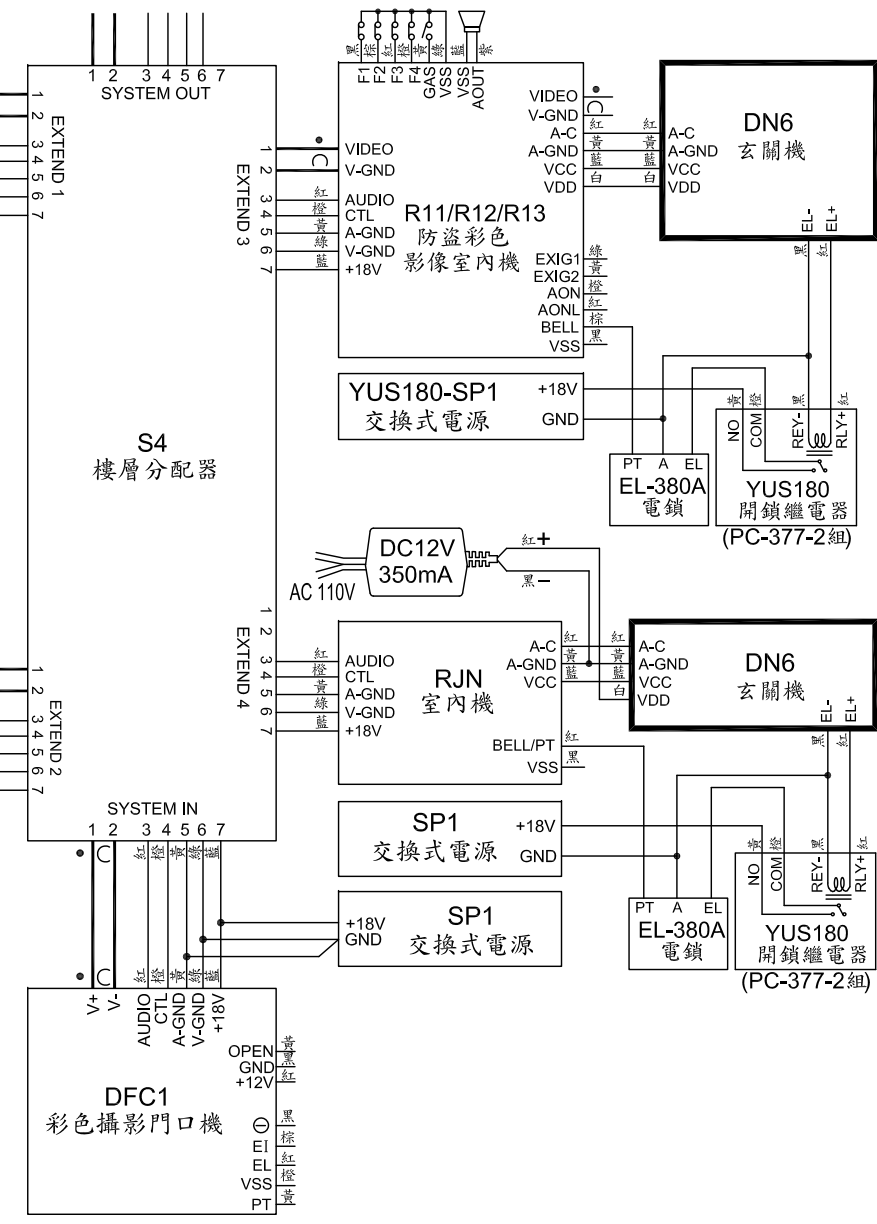 1 2 3 4 5 6 7
SYSTEM OUT
1 2 3 4 5 6 7
EXTEND 1
1 2 3 4 5 6 7
EXTEND 3
S4
樓層分配器
1 2 3 4 5 6 7
EXTEND 4
1 2 3 4 5 6 7
EXTEND 2
SYSTEM IN
1 2 3 4 5 6 7
黑 棕 紅 橙 黃 綠 藍 紫
F1 F2 F3 F4 GAS VSS VSS AOUT
VIDEO
V-GND
紅 AUDIO
橙 CTL
黃 A-GND
綠 V-GND
藍 +18V
R11/R12/R13
防盜彩色
影像室內機
VIDEO
V-GND
A-C 紅
A-GND 黃
VCC 藍
VDD 白
EXIG1 綠
EXIG2 黃
AON 橙
AONL 紅
BELL 棕
VSS 黑
DN6
玄關機
紅 A-C
黃 A-GND
藍 VCC
白 VDD
EL- EL+
黑 紅
YUS180-SP1
交換式電源
+18V
GND
PT A EL
EL-380A
電鎖
黃 橙 黑 紅
NO COM REY- RLY+
YUS180
開鎖繼電器
(PC-377-2組)
AC 110V
DC12V
350mA
紅+
黑−
紅 AUDIO
橙 CTL
黃 A-GND
綠 V-GND
藍 +18V
RJN
室內機
A-C 紅
A-GND 黃
VCC 藍
BELL/PT 紅
VSS 黑
DN6
玄關機
紅 A-C
黃 A-GND
藍 VCC
白 VDD
EL- EL+
黑 紅
SP1
交換式電源
+18V
GND
PT A EL
EL-380A
電鎖
黃 橙 黑 紅
NO COM REY- RLY+
YUS180
開鎖繼電器
(PC-377-2組)
紅 橙 黃 綠 藍
+18V
GND
SP1
交換式電源
紅 橙 黃 綠 藍
V+ V- AUDIO CTL A-GND V-GND +18V
DFC1
彩色攝影門口機
OPEN 黃
GND 黑
+12V 紅
⊖ 黑
EI 棕
EL 紅
VSS 橙
PT 黃